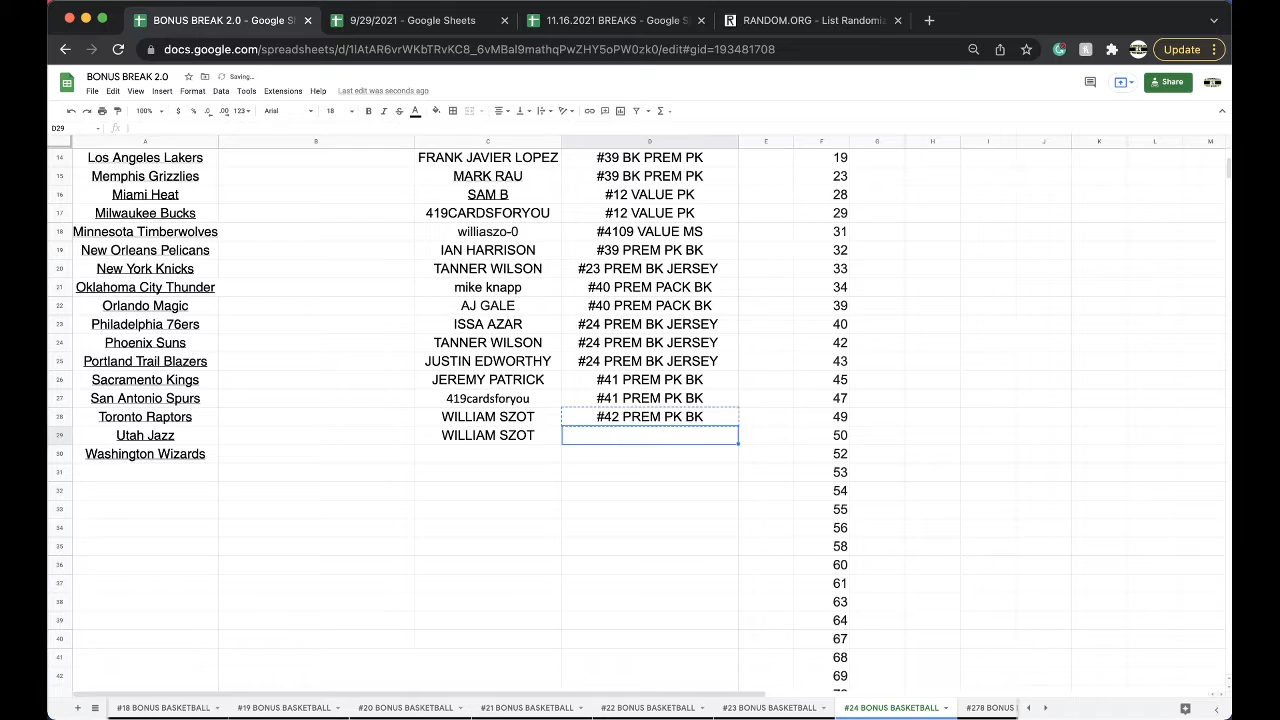 BONUS BREAK 2.0 - Google Sl
9/29/2021 - Google Sheets
11.16.2021 BREAKS - Google S
RANDOM.ORG - List Randomiz
docs.google.com/spreadsheets/d/1lAtAR6vrWKbTRvKC8_6vMBaI9mathqPwZHY5oPW0zk0/edit#gid=193481708
Update
BONUS BREAK 2.0
Saving...
File Edit View Insert Format Data Tools Extensions Help
Last edit was seconds ago
Share
100% $ % .0 .00 123 Arial 18 B I S A
D29
A B C D E F G H I J K L M
14 Los Angeles Lakers FRANK JAVIER LOPEZ #39 BK PREM PK 19
15 Memphis Grizzlies MARK RAU #39 BK PREM PK 23
16 Miami Heat SAM B #12 VALUE PK 28
17 Milwaukee Bucks 419CARDSFORYOU #12 VALUE PK 29
18 Minnesota Timberwolves williaszo-0 #4109 VALUE MS 31
19 New Orleans Pelicans IAN HARRISON #39 PREM PK BK 32
20 New York Knicks TANNER WILSON #23 PREM BK JERSEY 33
21 Oklahoma City Thunder mike knapp #40 PREM PACK BK 34
22 Orlando Magic AJ GALE #40 PREM PACK BK 39
23 Philadelphia 76ers ISSA AZAR #24 PREM BK JERSEY 40
24 Phoenix Suns TANNER WILSON #24 PREM BK JERSEY 42
25 Portland Trail Blazers JUSTIN EDWORTHY #24 PREM BK JERSEY 43
26 Sacramento Kings JEREMY PATRICK #41 PREM PK BK 45
27 San Antonio Spurs 419cardsforyou #41 PREM PK BK 47
28 Toronto Raptors WILLIAM SZOT #42 PREM PK BK 49
29 Utah Jazz WILLIAM SZOT 50
30 Washington Wizards 52
31 53
32 54
33 55
34 56
35 58
36 60
37 61
38 63
39 64
40 67
41 68
42 69
#18 BONUS BASKETBALL #19 BONUS BASKETBALL #20 BONUS BASKETBALL #21 BONUS BASKETBALL #22 BONUS BASKETBALL #23 BONUS BASKETBALL #24 BONUS BASKETBALL #278 BONUS